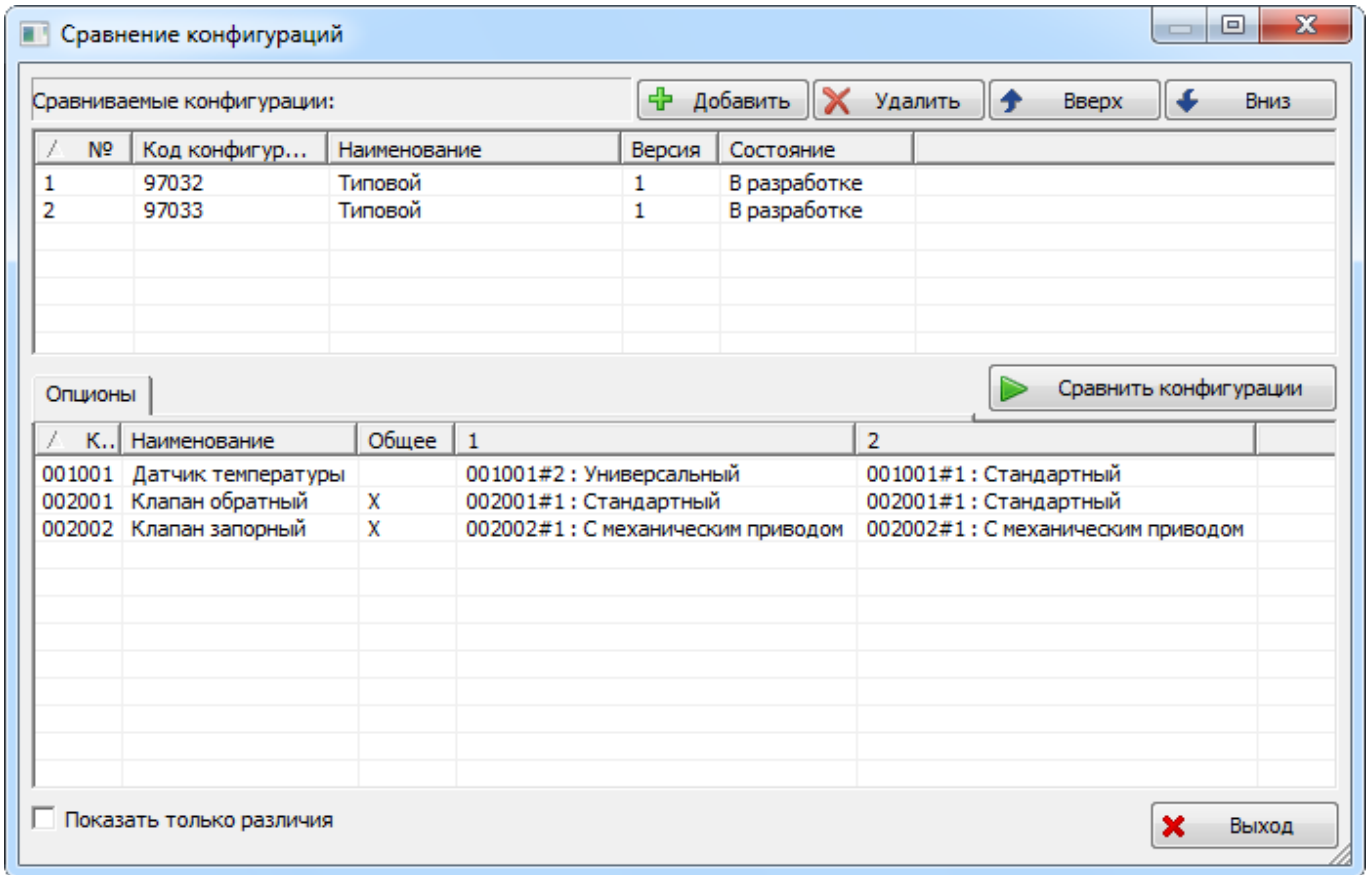 Сравнение конфигураций
Сравниваемые конфигурации: Добавить Удалить Вверх Вниз
№ Код конфигур... Наименование Версия Состояние
1 97032 Типовой 1 В разработке
2 97033 Типовой 1 В разработке
Опционы Сравнить конфигурации
К.. Наименование Общее 1 2
001001 Датчик температуры 001001#2 : Универсальный 001001#1 : Стандартный
002001 Клапан обратный X 002001#1 : Стандартный 002001#1 : Стандартный
002002 Клапан запорный X 002002#1 : С механическим приводом 002002#1 : С механическим приводом
Показать только различия Выход